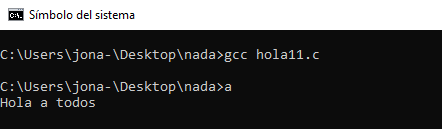 Símbolo del sistema
C:\Users\jona-\Desktop\nada>gcc hola11.c
C:\Users\jona-\Desktop\nada>a
Hola a todos